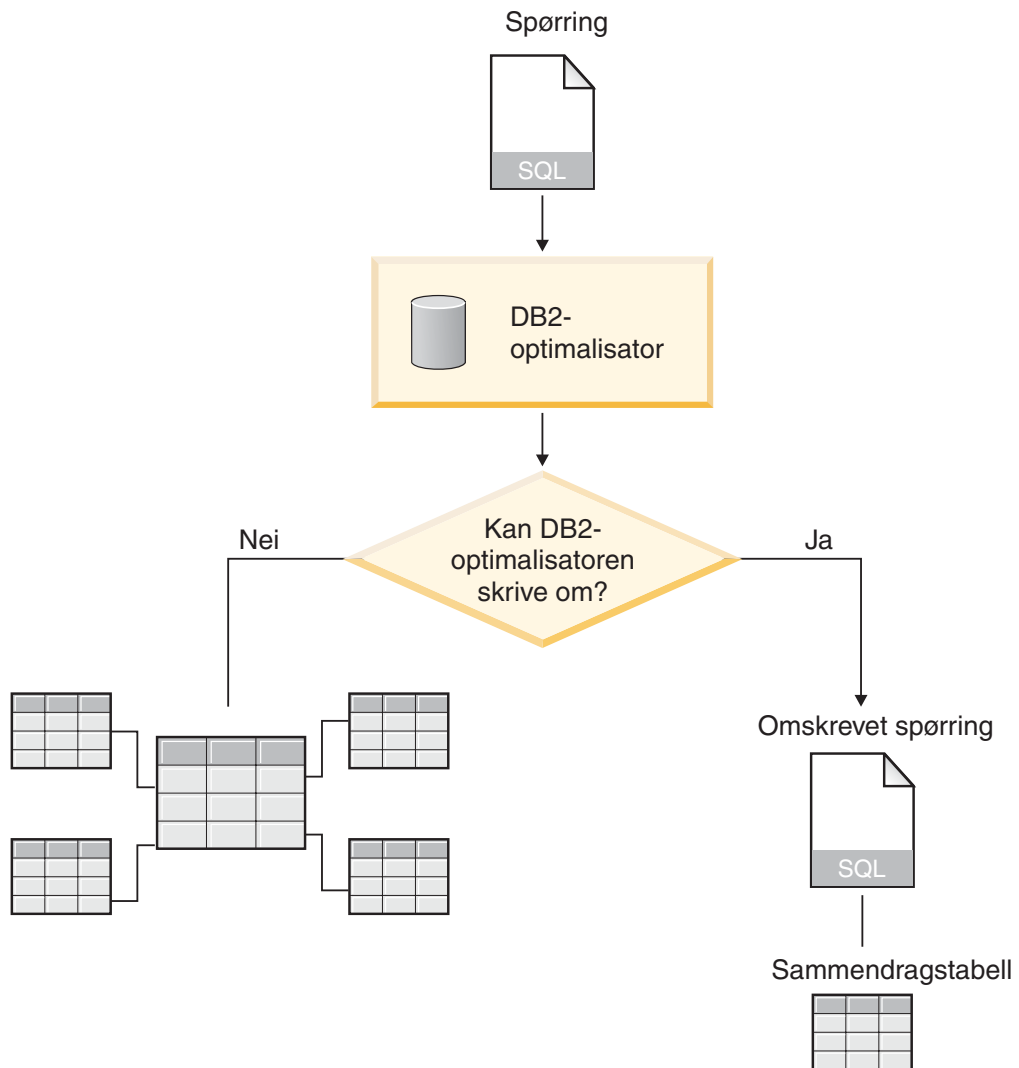 Spørring
SQL
DB2-
optimalisator
Kan DB2-
optimalisatoren
skrive om?
Nei
Ja
Omskrevet spørring
SQL
Sammendragstabell